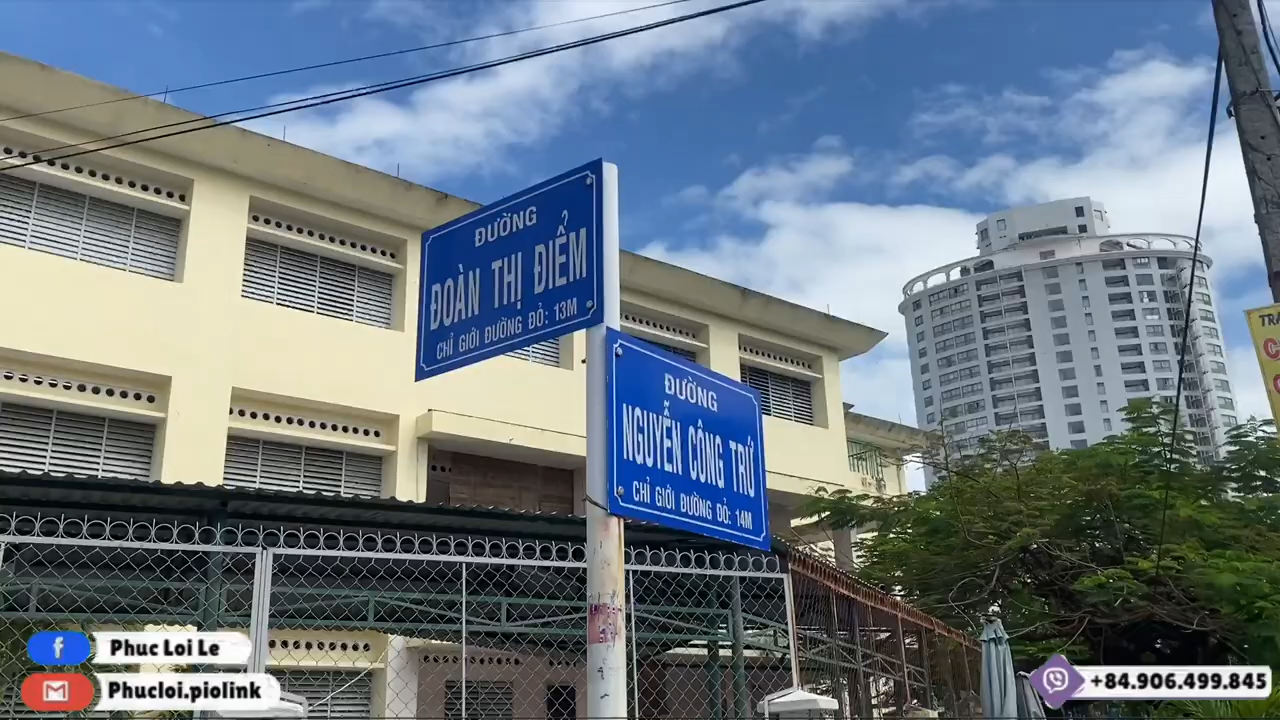 ĐƯỜNG
ĐOÀN THỊ ĐIỂM
CHỈ GIỚI ĐƯỜNG ĐỎ: 13M
ĐƯỜNG
NGUYỄN CÔNG TRỨ
CHỈ GIỚI ĐƯỜNG ĐỎ: 14M
Phuc Loi Le
Phucloi.piolink
+84.906.499.845